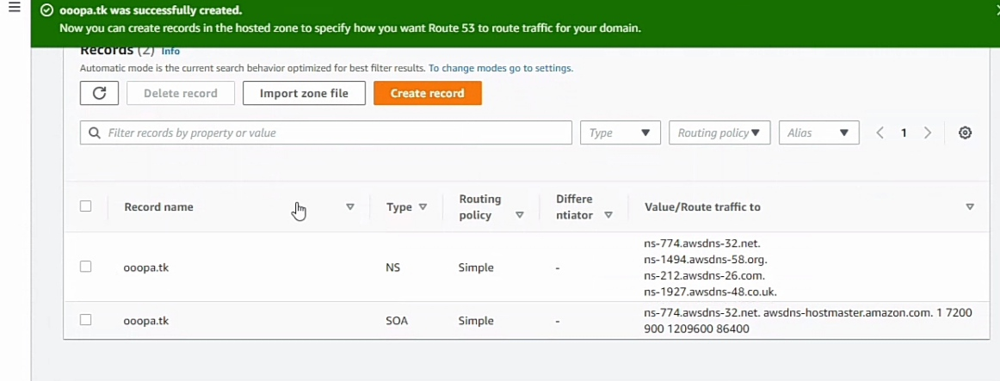 ooopa.tk was successfully created.
Now you can create records in the hosted zone to specify how you want Route 53 to route traffic for your domain.
Records (2) Info
Automatic mode is the current search behavior optimized for best filter results. To change modes go to settings.
Delete record Import zone file Create record
Filter records by property or value Type Routing policy Alias 1
Record name Type Routing policy Differe ntiator Value/Route traffic to
ooopa.tk NS Simple - ns-774.awsdns-32.net.
ns-1494.awsdns-58.org.
ns-212.awsdns-26.com.
ns-1927.awsdns-48.co.uk.
ooopa.tk SOA Simple - ns-774.awsdns-32.net. awsdns-hostmaster.amazon.com. 1 7200
900 1209600 86400